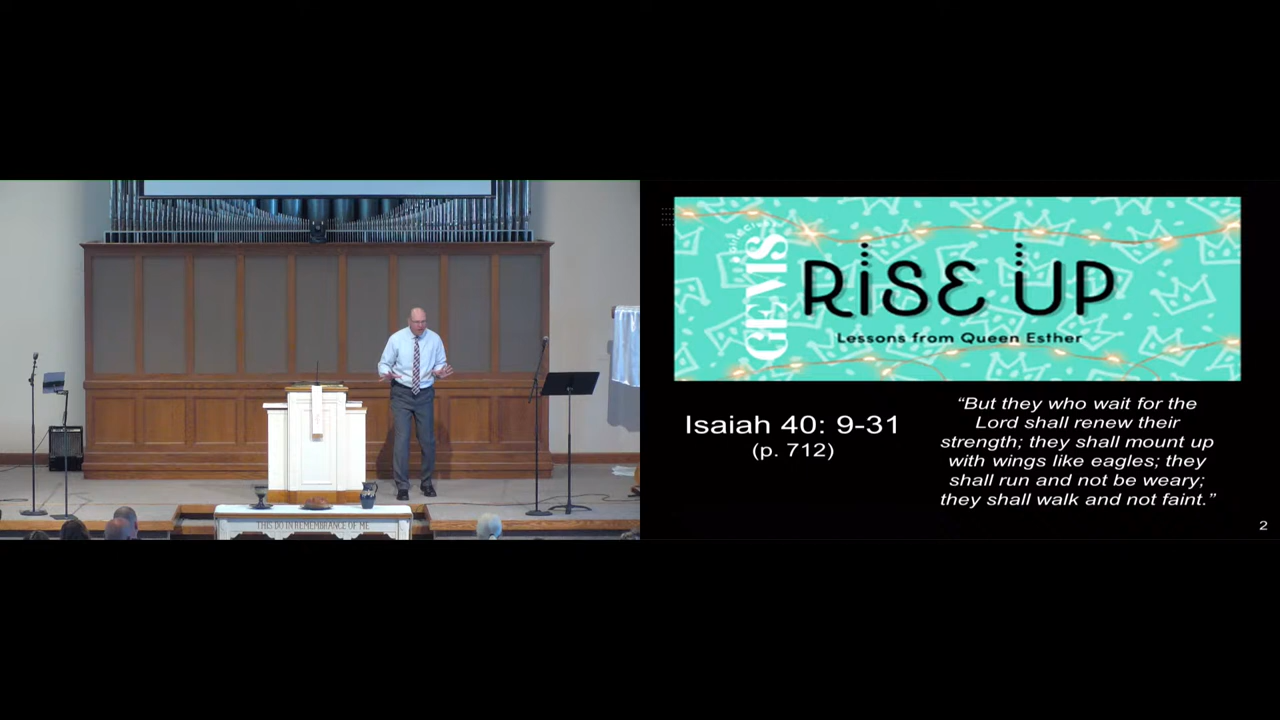 THIS DO IN REMEMBRANCE OF ME
GEMS
RISE UP
Lessons from Queen Esther
Isaiah 40: 9-31
(p. 712)
“But they who wait for the
Lord shall renew their
strength; they shall mount up
with wings like eagles; they
shall run and not be weary;
they shall walk and not faint.”
2